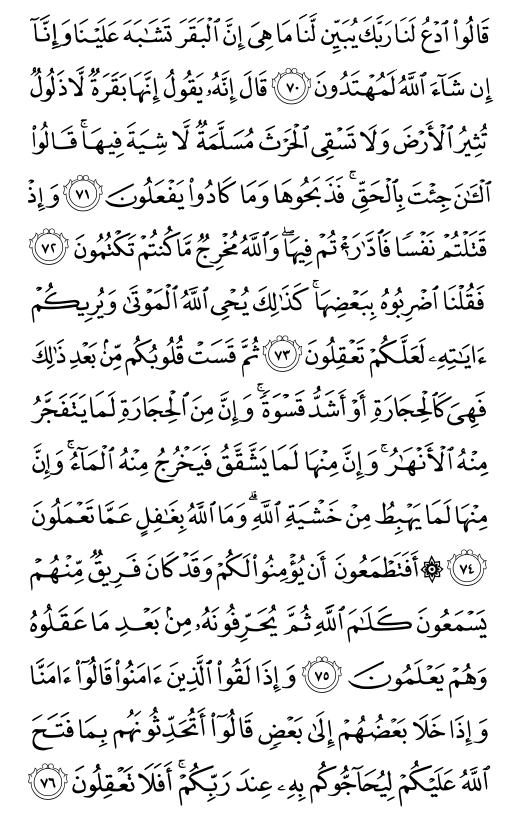 قَالُوا۟ ٱدْعُ لَنَا رَبَّكَ يُبَيِّن لَّنَا مَا هِىَ إِنَّ ٱلْبَقَرَ تَشَٰبَهَ عَلَيْنَا وَإِنَّآ
إِن شَآءَ ٱللَّهُ لَمُهْتَدُونَ ٧٠ قَالَ إِنَّهُۥ يَقُولُ إِنَّهَا بَقَرَةٌ لَّا ذَلُولٌ
تُثِيرُ ٱلْأَرْضَ وَلَا تَسْقِى ٱلْحَرْثَ مُسَلَّمَةٌ لَّا شِيَةَ فِيهَا ۚ قَالُوا۟
ٱلْـَٰٔنَ جِئْتَ بِٱلْحَقِّ ۚ فَذَبَحُوهَا وَمَا كَادُوا۟ يَفْعَلُونَ ٧١ وَإِذْ
قَتَلْتُمْ نَفْسًا فَٱدَّٰرَْٰٔتُمْ فِيهَا ۖ وَٱللَّهُ مُخْرِجٌ مَّا كُنتُمْ تَكْتُمُونَ ٧٢
فَقُلْنَا ٱضْرِبُوهُ بِبَعْضِهَا ۚ كَذَٰلِكَ يُحْىِ ٱللَّهُ ٱلْمَوْتَىٰ وَيُرِيكُمْ
ءَايَٰتِهِۦ لَعَلَّكُمْ تَعْقِلُونَ ٧٣ ثُمَّ قَسَتْ قُلُوبُكُم مِّنۢ بَعْدِ ذَٰلِكَ
فَهِىَ كَٱلْحِجَارَةِ أَوْ أَشَدُّ قَسْوَةً ۚ وَإِنَّ مِنَ ٱلْحِجَارَةِ لَمَا يَتَفَجَّرُ
مِنْهُ ٱلْأَنْهَٰرُ ۚ وَإِنَّ مِنْهَا لَمَا يَشَّقَّقُ فَيَخْرُجُ مِنْهُ ٱلْمَآءُ ۚ وَإِنَّ
مِنْهَا لَمَا يَهْبِطُ مِنْ خَشْيَةِ ٱللَّهِ ۗ وَمَا ٱللَّهُ بِغَٰفِلٍ عَمَّا تَعْمَلُونَ
٧٤ ۞ أَفَتَطْمَعُونَ أَن يُؤْمِنُوا۟ لَكُمْ وَقَدْ كَانَ فَرِيقٌ مِّنْهُمْ
يَسْمَعُونَ كَلَٰمَ ٱللَّهِ ثُمَّ يُحَرِّفُونَهُۥ مِنۢ بَعْدِ مَا عَقَلُوهُ
وَهُمْ يَعْلَمُونَ ٧٥ وَإِذَا لَقُوا۟ ٱلَّذِينَ ءَامَنُوا۟ قَالُوٓا۟ ءَامَنَّا
وَإِذَا خَلَا بَعْضُهُمْ إِلَىٰ بَعْضٍ قَالُوٓا۟ أَتُحَدِّثُونَهُم بِمَا فَتَحَ
ٱللَّهُ عَلَيْكُمْ لِيُحَآجُّوكُم بِهِۦ عِندَ رَبِّكُمْ ۚ أَفَلَا تَعْقِلُونَ ٧٦